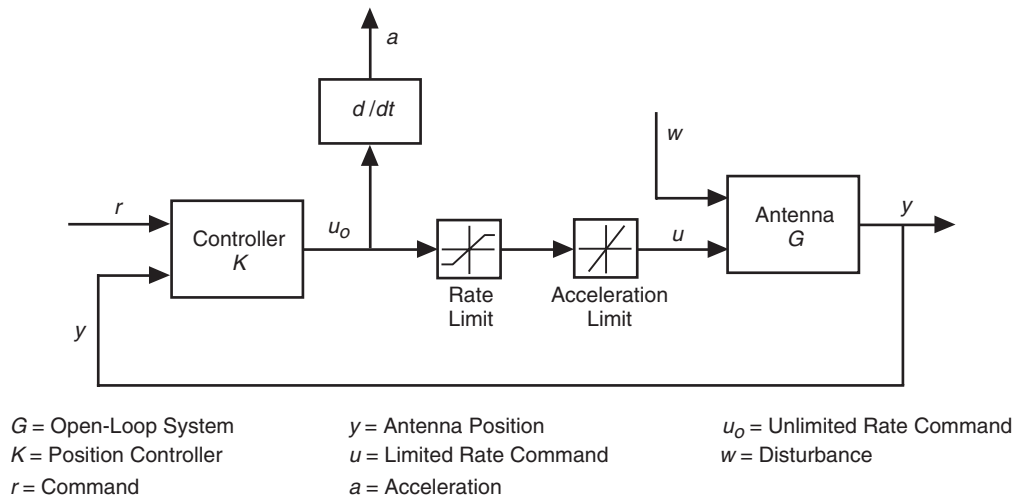 a
d/dt
w
r
Controller
K
u_o
u
Antenna
G
y
Rate
Limit
Acceleration
Limit
y
G = Open-Loop System
y = Antenna Position
u_o = Unlimited Rate Command
K = Position Controller
u = Limited Rate Command
w = Disturbance
r = Command
a = Acceleration